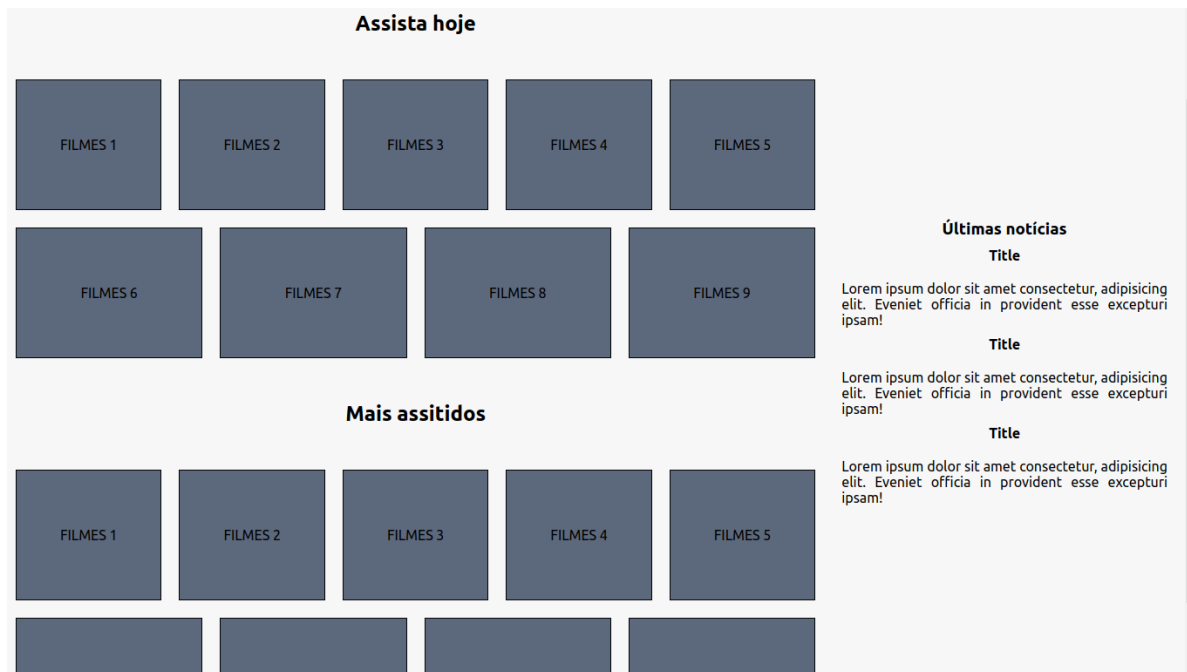 Assista hoje
FILMES 1
FILMES 2
FILMES 3
FILMES 4
FILMES 5
FILMES 6
FILMES 7
FILMES 8
FILMES 9
Mais assitidos
FILMES 1
FILMES 2
FILMES 3
FILMES 4
FILMES 5
Últimas notícias
Title
Lorem ipsum dolor sit amet consectetur, adipisicing
elit. Eveniet officia in provident esse excepturi
ipsam!
Title
Lorem ipsum dolor sit amet consectetur, adipisicing
elit. Eveniet officia in provident esse excepturi
ipsam!
Title
Lorem ipsum dolor sit amet consectetur, adipisicing
elit. Eveniet officia in provident esse excepturi
ipsam!